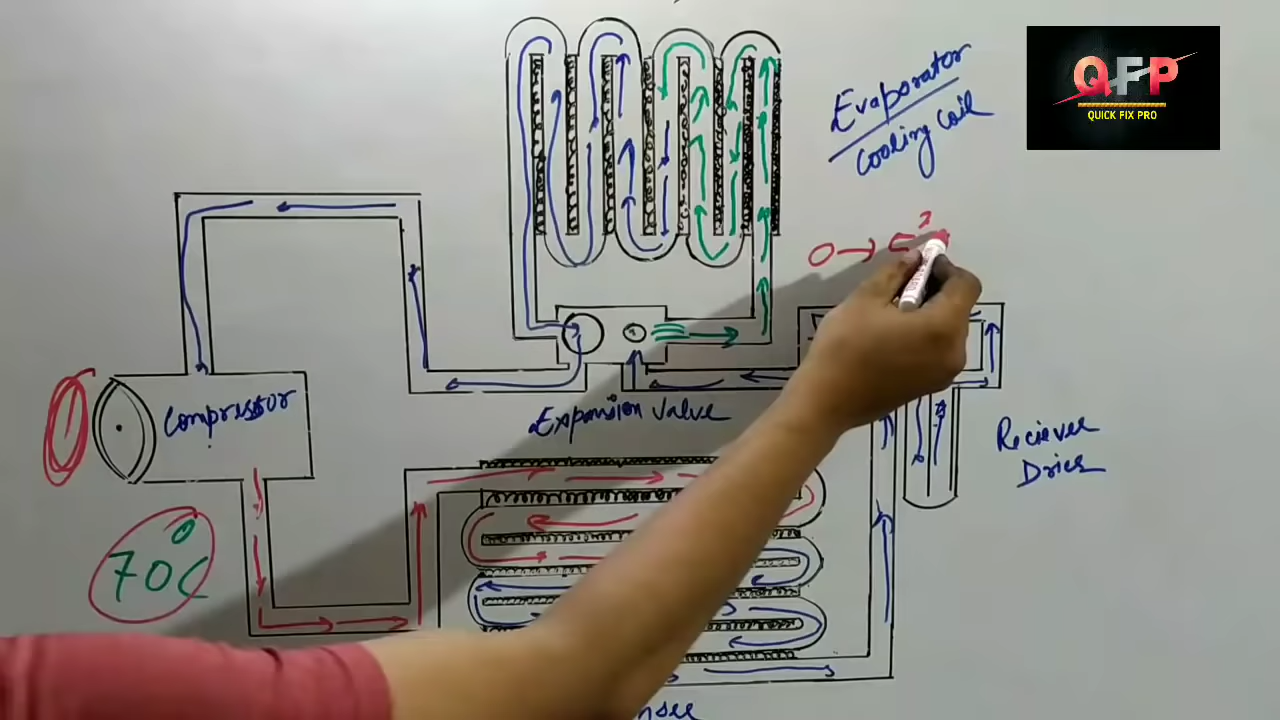 QFP
QUICK FIX PRO
Evaporator
Cooling Coil
Compressor
Expansion Valve
Reciever
Drier
70°C